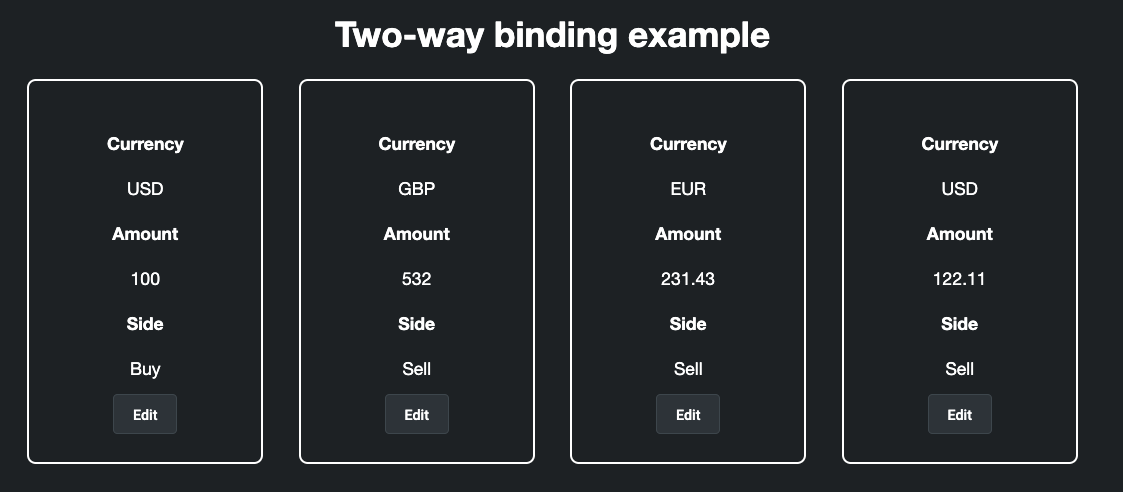 Two-way binding example
Currency
USD
Amount
100
Side
Buy
Edit
Currency
GBP
Amount
532
Side
Sell
Edit
Currency
EUR
Amount
231.43
Side
Sell
Edit
Currency
USD
Amount
122.11
Side
Sell
Edit